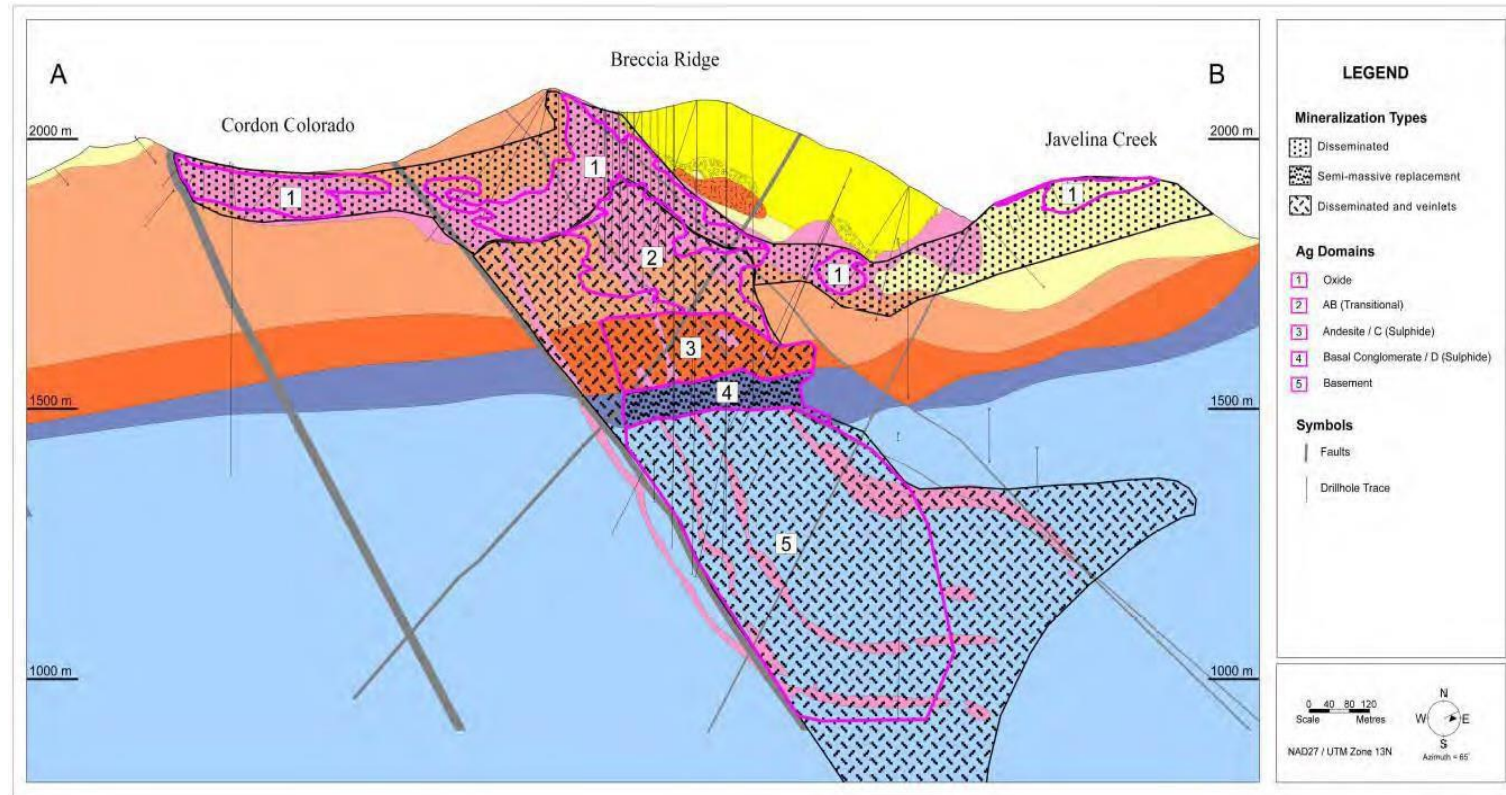 A
Breccia Ridge
B
Cordon Colorado
Javelina Creek
2000 m
2000 m
1
1
1
1
2
3
4
1500 m
1500 m
5
1000 m
1000 m
LEGEND
Mineralization Types
Disseminated
Semi-massive replacement
Disseminated and veinlets
Ag Domains
1 Oxide
2 AB (Transitional)
3 Andesite / C (Sulphide)
4 Basal Conglomerate / D (Sulphide)
5 Basement
Symbols
Faults
Drillhole Trace
0 40 80 120
Scale Metres
NAD27 / UTM Zone 13N
N
W E
S
Azimuth = 65°